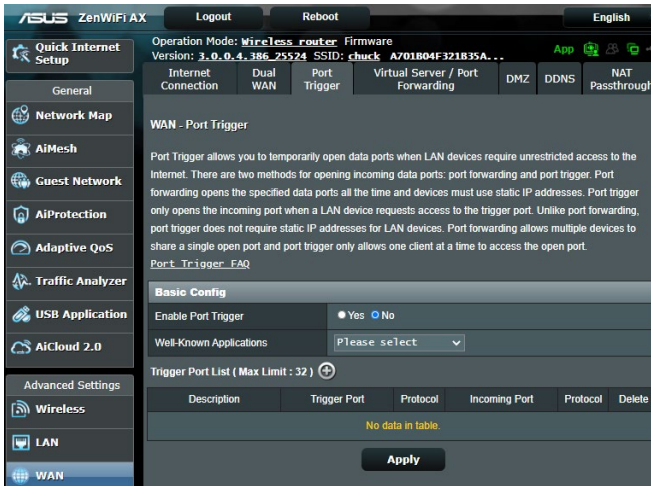 ASUS ZenWiFi AX Logout Reboot English
Quick Internet Setup
Operation Mode: Wireless router Firmware
Version: 3.0.0.4.386_25524 SSID: chuck A701B04F321B35A... App
General
Network Map
AiMesh
Guest Network
AiProtection
Adaptive QoS
Traffic Analyzer
USB Application
AiCloud 2.0
Advanced Settings
Wireless
LAN
WAN
Internet Connection
Dual WAN
Port Trigger
Virtual Server / Port Forwarding
DMZ
DDNS
NAT Passthrough
WAN - Port Trigger
Port Trigger allows you to temporarily open data ports when LAN devices require unrestricted access to the
Internet. There are two methods for opening incoming data ports: port forwarding and port trigger. Port
forwarding opens the specified data ports all the time and devices must use static IP addresses. Port trigger
only opens the incoming port when a LAN device requests access to the trigger port. Unlike port forwarding,
port trigger does not require static IP addresses for LAN devices. Port forwarding allows multiple devices to
share a single open port and port trigger only allows one client at a time to access the open port.
Port Trigger FAQ
Basic Config
Enable Port Trigger Yes No
Well-Known Applications Please select
Trigger Port List ( Max Limit : 32 )
Description Trigger Port Protocol Incoming Port Protocol Delete
No data in table.
Apply